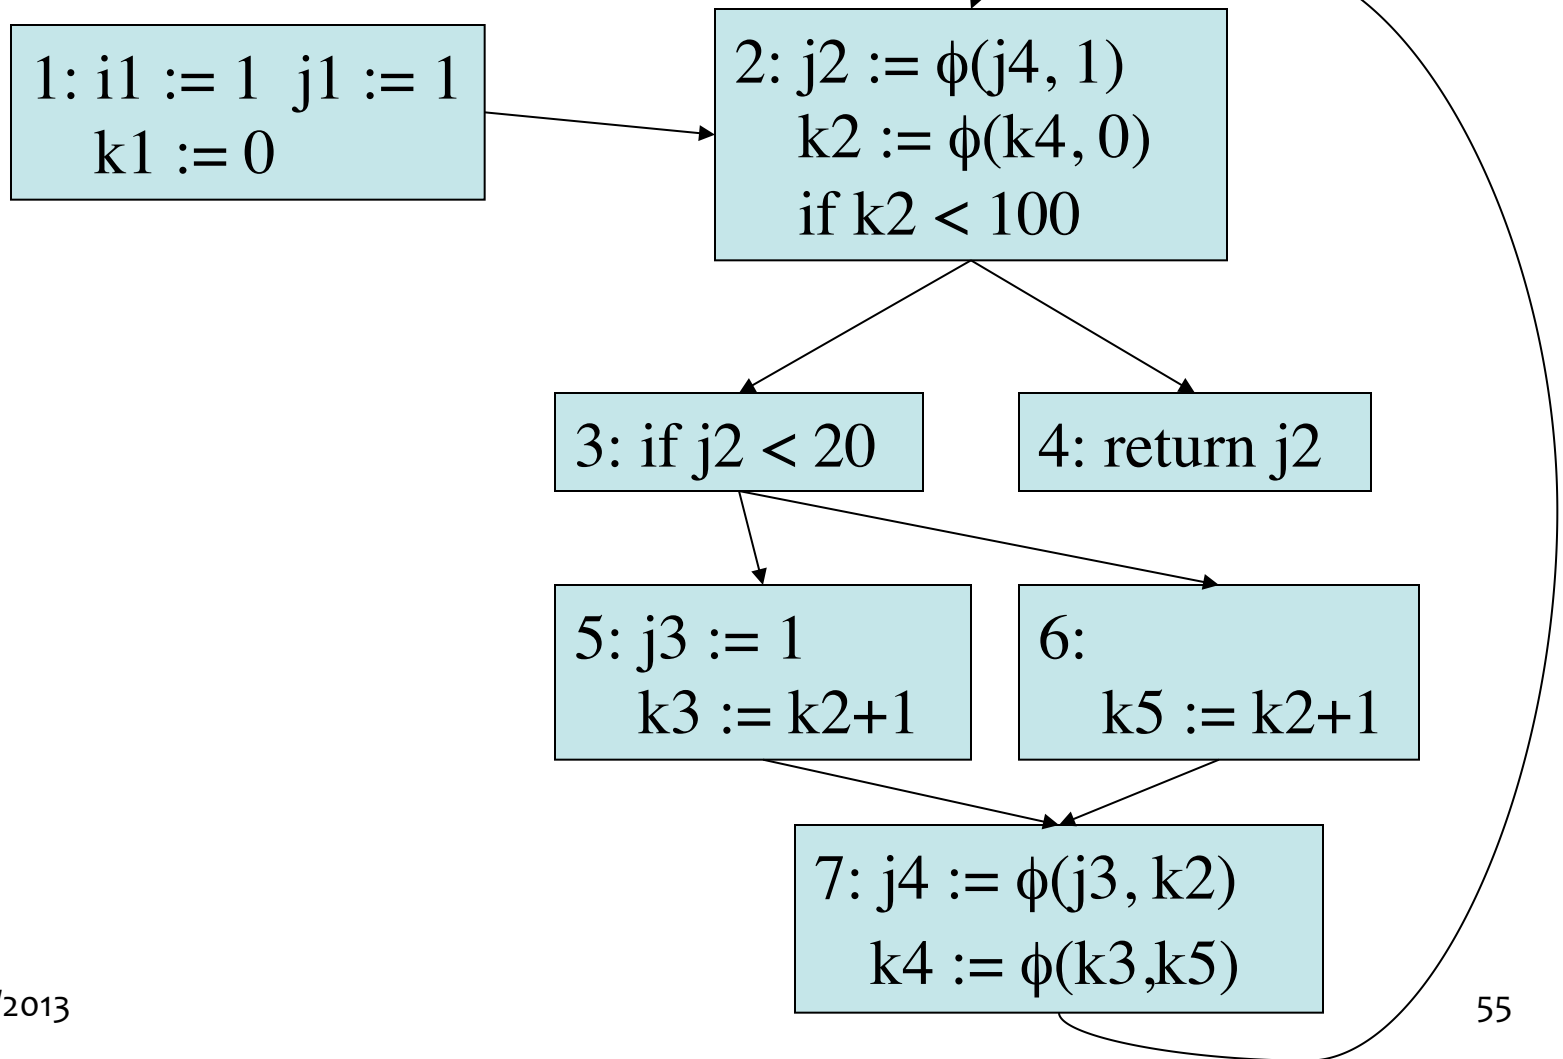 1: i1 := 1 j1 := 1
k1 := 0
2: j2 := ϕ(j4, 1)
k2 := ϕ(k4, 0)
if k2 < 100
3: if j2 < 20
4: return j2
5: j3 := 1
k3 := k2+1
6:
k5 := k2+1
7: j4 := ϕ(j3, k2)
k4 := ϕ(k3,k5)
/2013
55